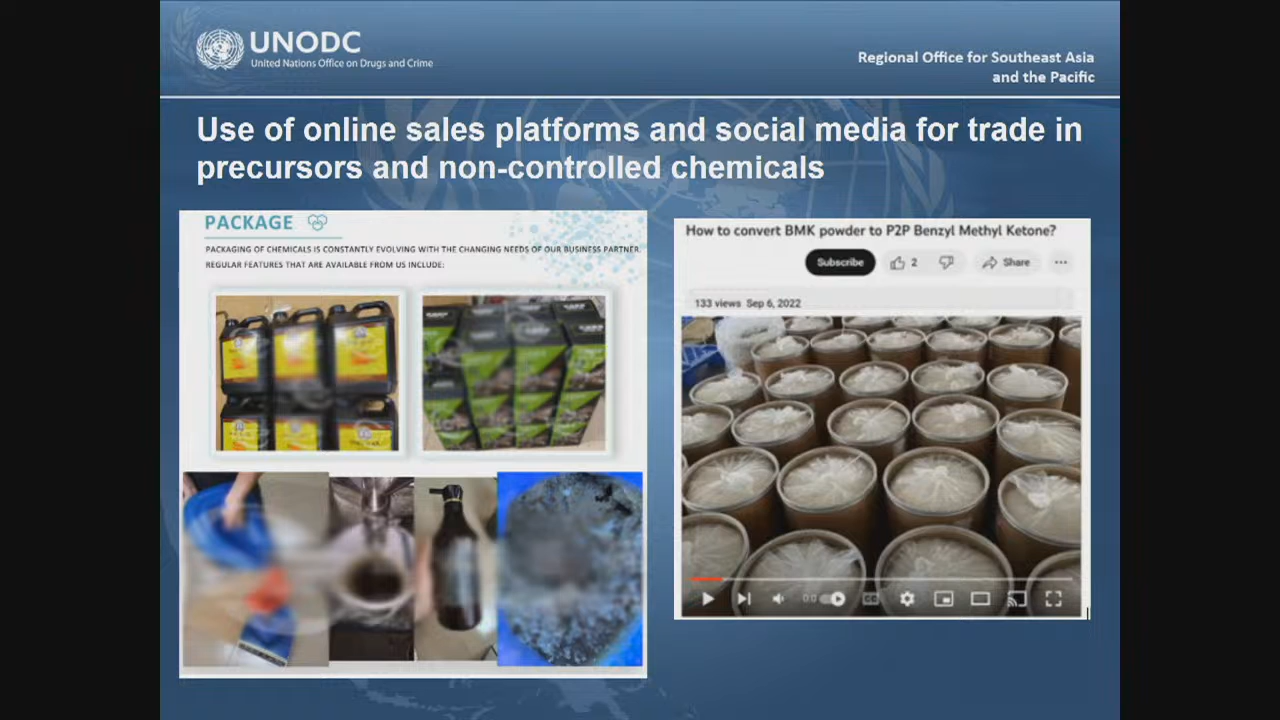 UNODC
United Nations Office on Drugs and Crime
Regional Office for Southeast Asia
and the Pacific
Use of online sales platforms and social media for trade in
precursors and non-controlled chemicals
PACKAGE
PACKAGING OF CHEMICALS IS CONSTANTLY EVOLVING WITH THE CHANGING NEEDS OF OUR BUSINESS PARTNER
REGULAR FEATURES THAT ARE AVAILABLE FROM US INCLUDE:
How to convert BMK powder to P2P Benzyl Methyl Ketone?
Subscribe 2 Share
133 views Sep 6, 2022